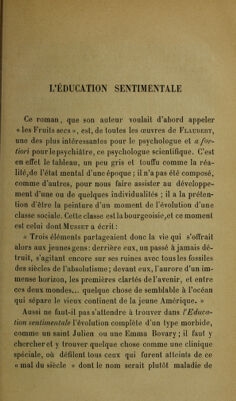 L'ÉDUCATION SENTIMENTALE
Ce roman, que son auteur voulait d'abord appeler
« les Fruits secs », est, de toutes les œuvres de FLAUBERT,
une des plus intéressantes pour le psychologue et a for-
tiori pour le psychiâtre, ce psychologue scientifique. C'est
en effet le tableau, un peu gris et touffu comme la réa-
lité, de l'état mental d'une époque ; il n'a pas été composé,
comme d'autres, pour nous faire assister au développe-
ment d'une ou de quelques individualités ; il a la préten-
tion d'être la peinture d'un moment de l'évolution d'une
classe sociale. Cette classe est la bourgeoisie, et ce moment
est celui dont MUSSET a écrit :
« Trois éléments partageaient donc la vie qui s'offrait
alors aux jeunes gens : derrière eux, un passé à jamais dé-
truit, s'agitant encore sur ses ruines avec tous les fossiles
des siècles de l'absolutisme ; devant eux, l'aurore d'un im-
mense horizon, les premières clartés de l'avenir, et entre
ces deux mondes... quelque chose de semblable à l'océan
qui sépare le vieux continent de la jeune Amérique. »
Aussi ne faut-il pas s'attendre à trouver dans l'Educa-
tion sentimentale l'évolution complète d'un type morbide,
comme un saint Julien ou une Emma Bovary ; il faut y
chercher et y trouver quelque chose comme une clinique
spéciale, où défilent tous ceux qui furent atteints de ce
« mal du siècle » dont le nom serait plutôt maladie de